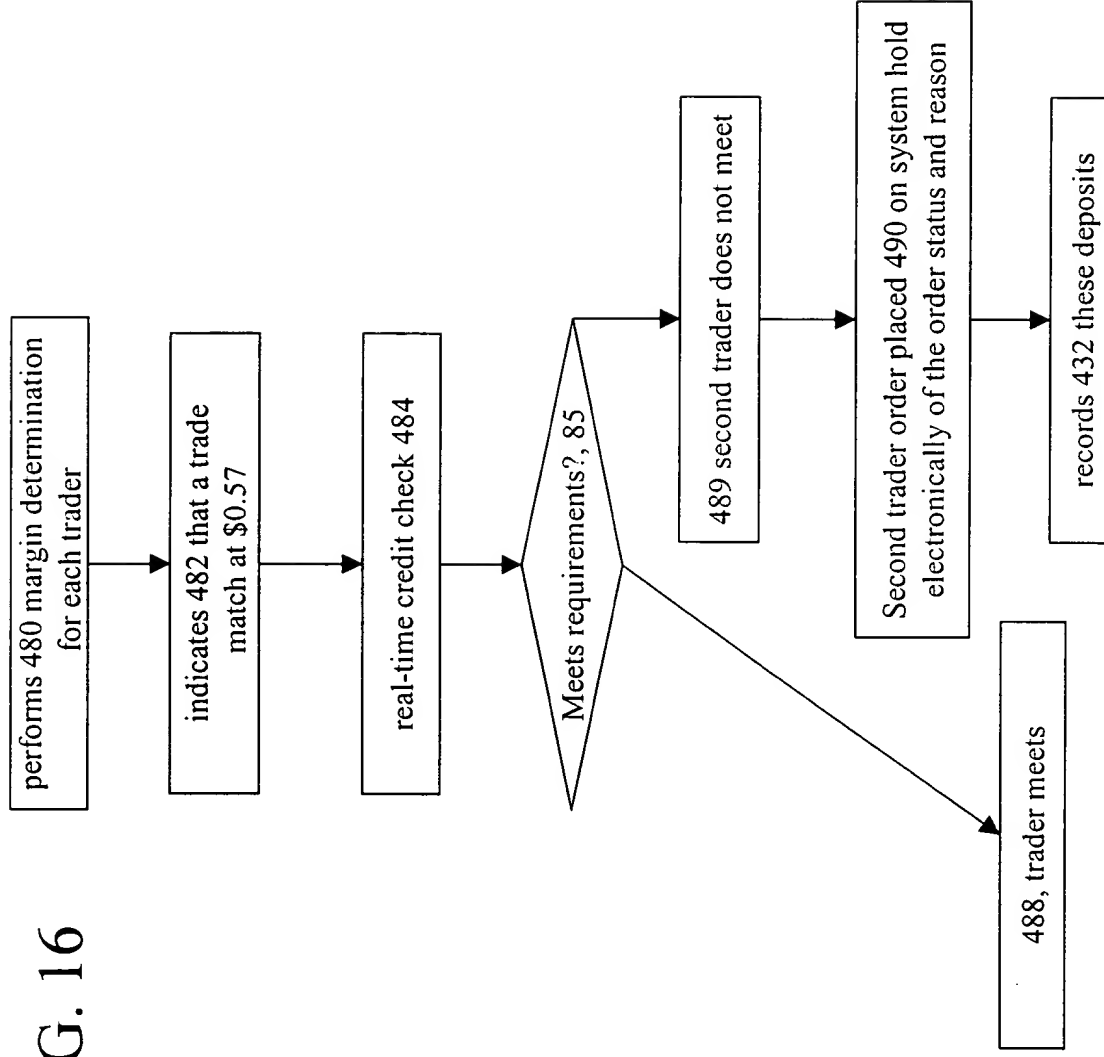 G. 16
performs 480 margin determination
for each trader
indicates 482 that a trade
match at $0.57
real-time credit check 484
Meets requirements?, 85
489 second trader does not meet
Second trader order placed 490 on system hold
electronically of the order status and reason
records 432 these deposits
488, trader meets